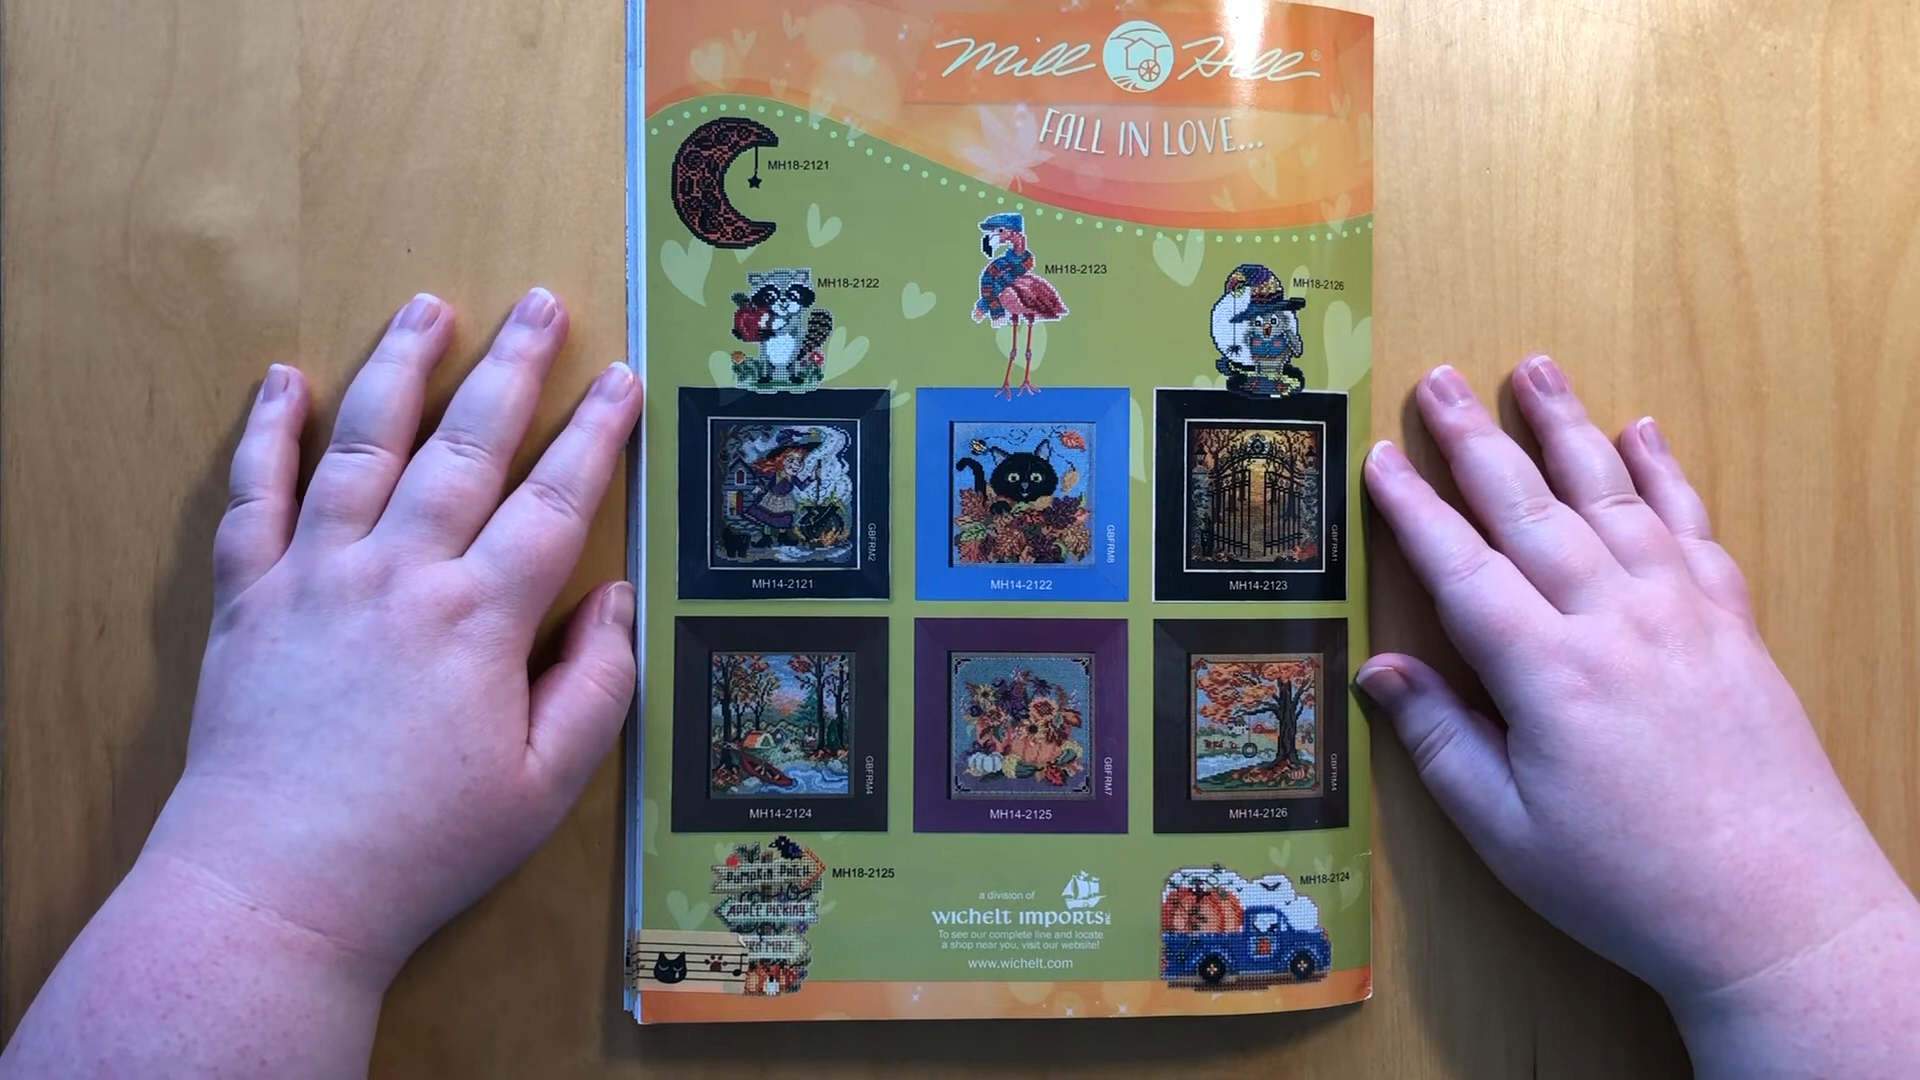 Mill Hill®
FALL IN LOVE...
MH18-2121
MH18-2122
MH18-2123
MH18-2126
GBFRM2
MH14-2121
GBFRM8
MH14-2122
GBFRM1
MH14-2123
GBFRM4
MH14-2124
GBFRM7
MH14-2125
GBFRM4
MH14-2126
PUMPKIN PATCH
APPLE PICKING
MH18-2125
a division of
WICHELT IMPORTS INC.
To see our complete line and locate
a shop near you, visit our website!
www.wichelt.com
MH18-2124